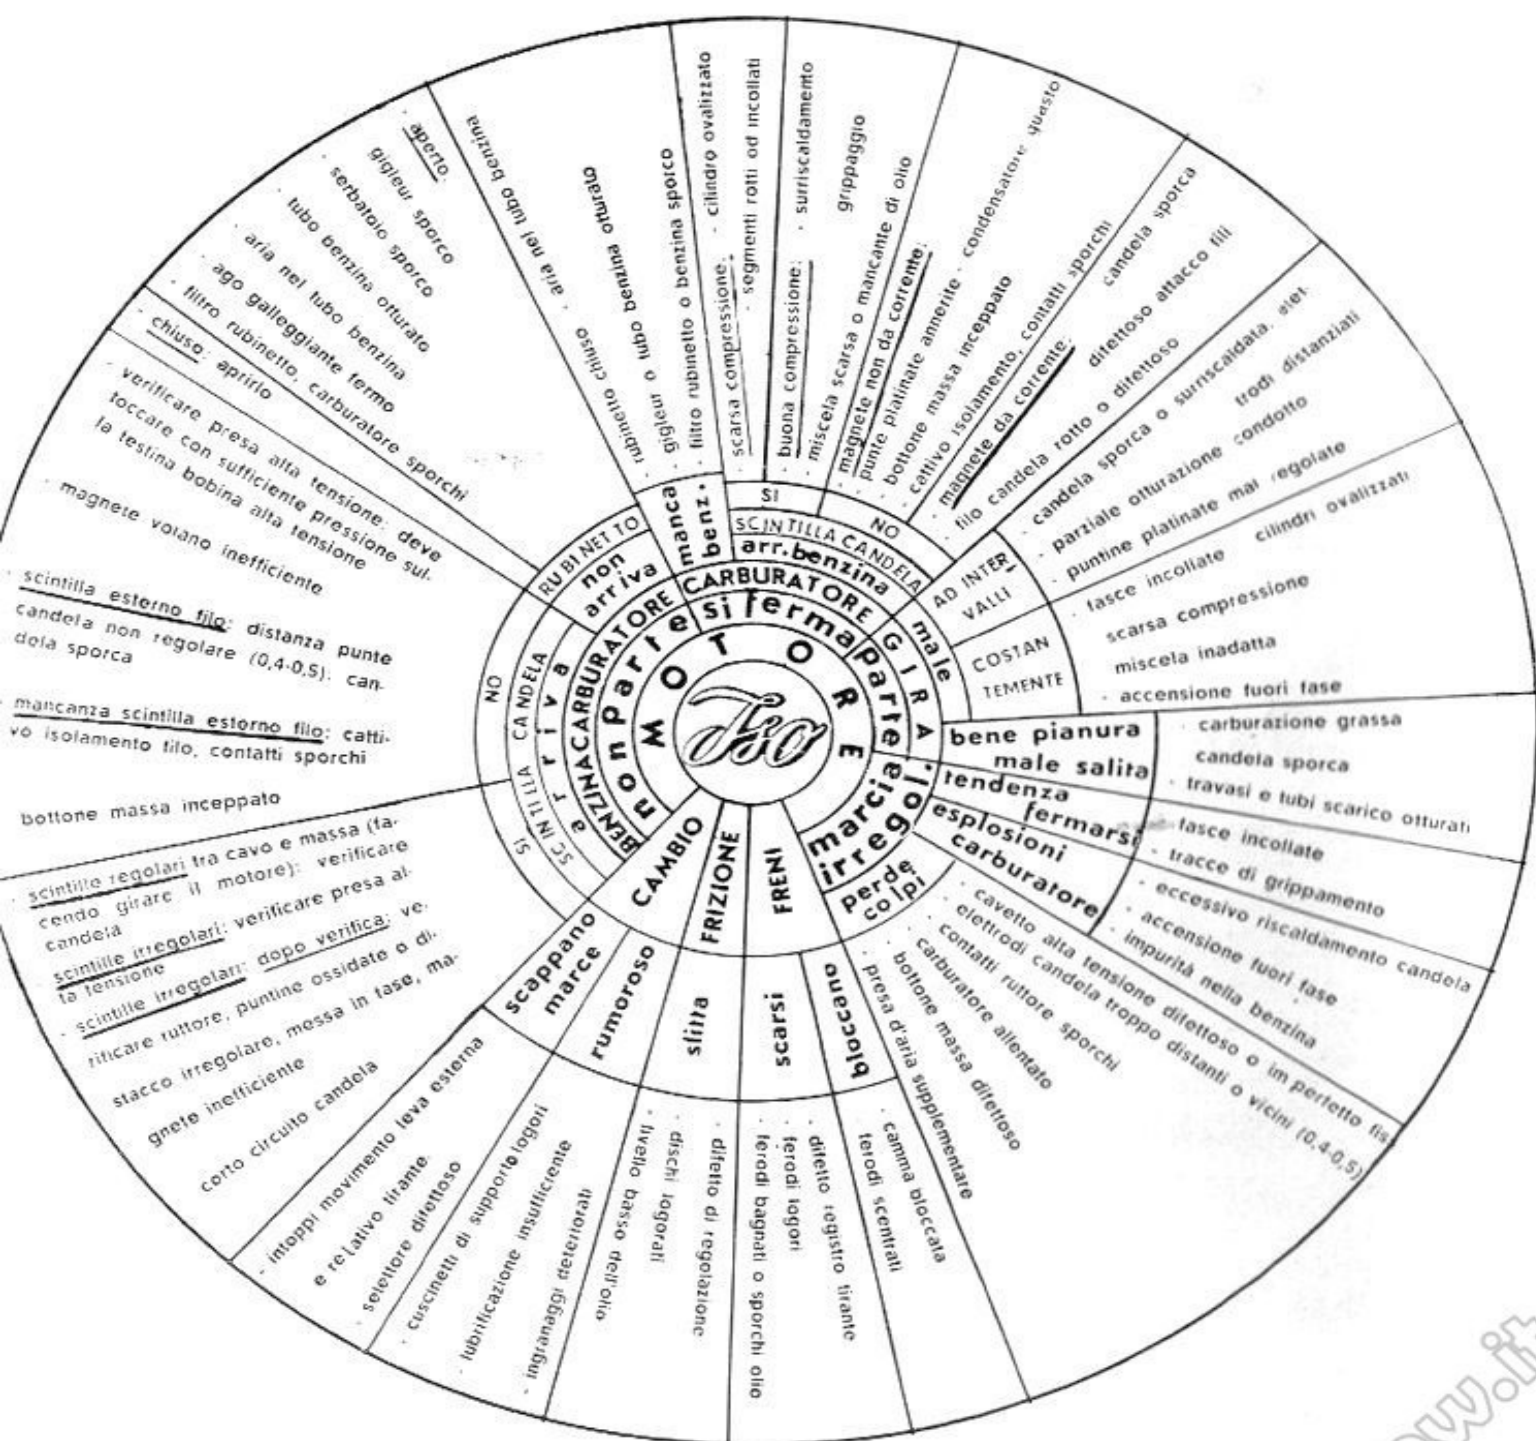 Iso
MOTORE
non parte
si ferma
parte
marcia
irregol.
CAMBIO
FRIZIONE
FRENI
BENZINA CARBURATORE
CARBURATORE
GIRA
arriva
non
arriva
SCINTILLA CANDELA
SI
NO
RUBINETTO
· chiuso: aprirlo
· aperto.
gigleur sporco
· serbatoio sporco
· tubo benzina otturato
· aria nel tubo benzina
· ago galleggiante fermo
· filtro rubinetto, carburatore sporchi
· verificare presa alta tensione: deve
toccare con sufficiente pressione sul-
la testina bobina alta tensione
· magnete volano inefficiente
· scintilla esterno filo: distanza punte
candela non regolare (0,4-0,5). can-
dela sporca
· mancanza scintilla esterno filo: catti-
vo isolamento filo, contatti sporchi
bottone massa inceppato
· scintille regolari tra cavo e massa (fa-
cendo girare il motore): verificare
candela
· scintille irregolari: verificare presa al-
ta tensione
· scintille irregolari: dopo verifica: ve-
rificare ruttore, puntine ossidate o di-
stacco irregolare, messa in fase, ma-
gnete inefficiente
corto circuito candela
manca
benz.
· rubinetto chiuso · aria nel tubo benzina
· gigleur o tubo benzina otturato
· filtro rubinetto o benzina sporco
arr. benzina
SCINTILLA CANDELA
SI
NO
· scarsa compressione: · cilindro ovalizzato
· segmenti rotti od incollati
· buona compressione: · surriscaldamento
grippaggio
· miscela scarsa o mancante di olio
· magnete non da corrente:
· punte platinate annerite · condensatore guasto
· bottone massa inceppato
· cattivo isolamento, contatti sporchi
· magnete da corrente: candela sporca
difettoso attacco fili
· filo candela rotto o difettoso
male
AD INTER/
VALLI
· candela sporca o surriscaldata, elet-
trodi distanziati
· parziale otturazione condotto
· puntine platinate mal regolate
COSTAN
TEMENTE
· fasce incollate cilindri ovalizzati
scarsa compressione
miscela inadatta
· accensione fuori fase
bene pianura
male salita
· carburazione grassa
candela sporca
· travasi e tubi scarico otturati
tendenza
fermarsi
· fasce incollate
· tracce di grippamento
esplosioni
carburatore
· eccessivo riscaldamento candela
· accensione fuori fase
· impurità nella benzina
perde
colpi
· cavetto alta tensione difettoso o imperfetto fis
· elettrodi candela troppo distanti o vicini (0,4-0,5)
· contatti ruttore sporchi
· carburatore allentato
· bottone massa difettoso
· presa d'aria supplementare
bloccano
· camma bloccata
ferodi scentrati
scarsi
· difetto registro tirante
· ferodi logori
· ferodi bagnati o sporchi olio
slitta
· difetto di regolazione
· dischi logorati
· livello basso dell'olio
rumoroso
· cuscinetti di supporto logori
· lubrificazione insufficiente
· ingranaggi deteriorati
scappano
marce
· intoppi movimento leva esterna
e relativo tirante
· selettore difettoso
ow.it